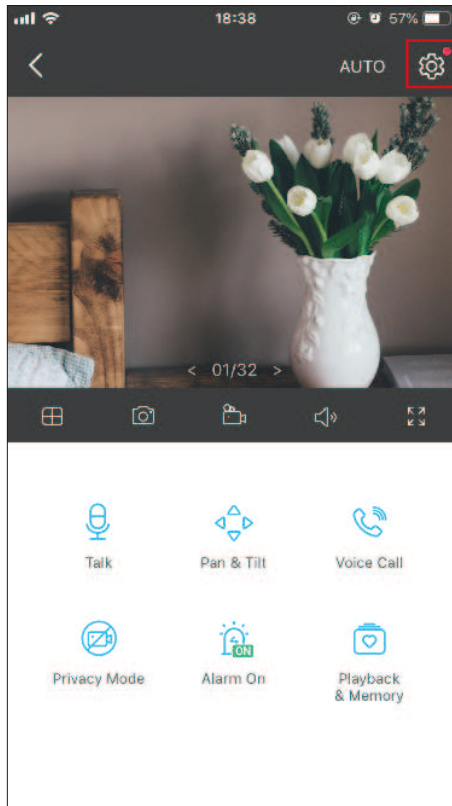 18:38
57%
AUTO
< 01/32 >
Talk
Pan & Tilt
Voice Call
ON
Privacy Mode
Alarm On
Playback
& Memory